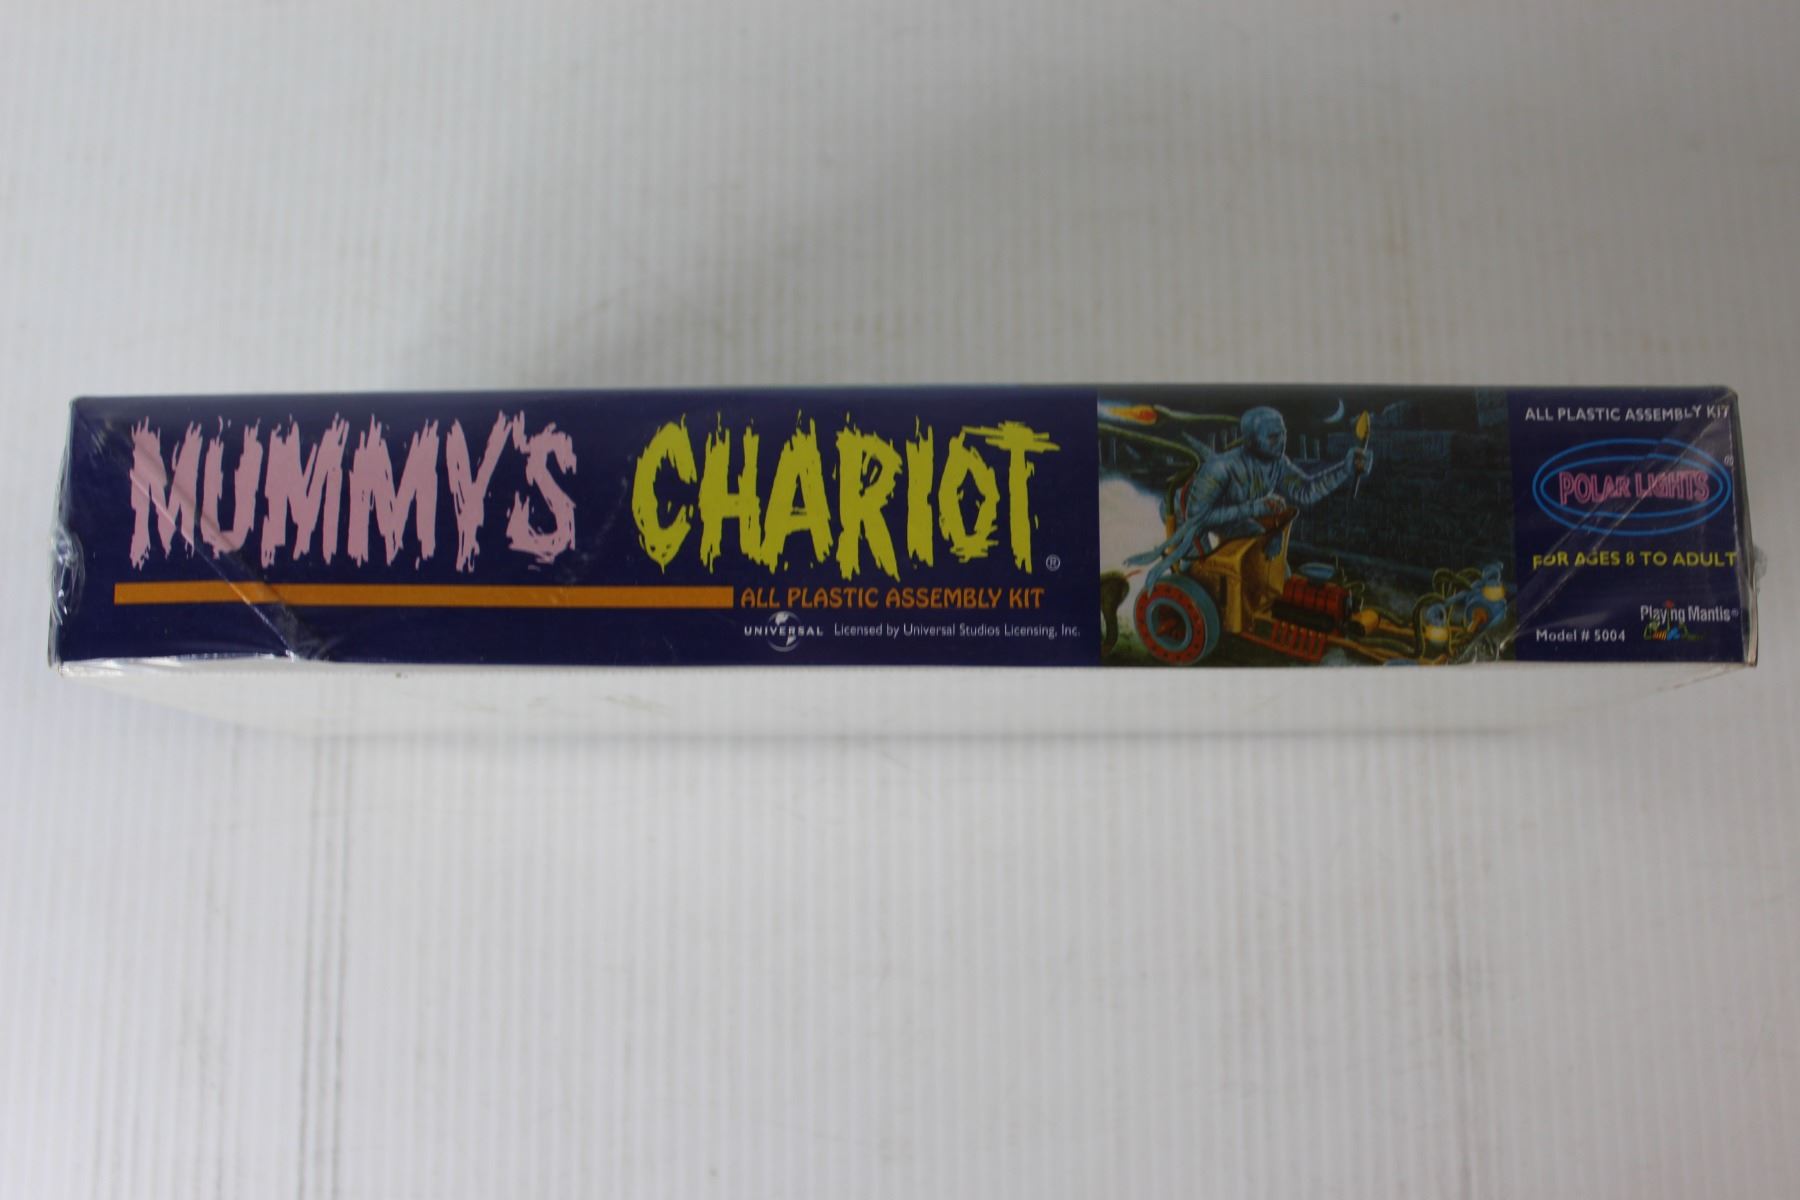 MUMMY'S CHARIOT®
ALL PLASTIC ASSEMBLY KIT
UNIVERSAL Licensed by Universal Studios Licensing, Inc.
ALL PLASTIC ASSEMBLY KIT
POLAR LIGHTS®
FOR AGES 8 TO ADULT
Playing Mantis®
Model # 5004